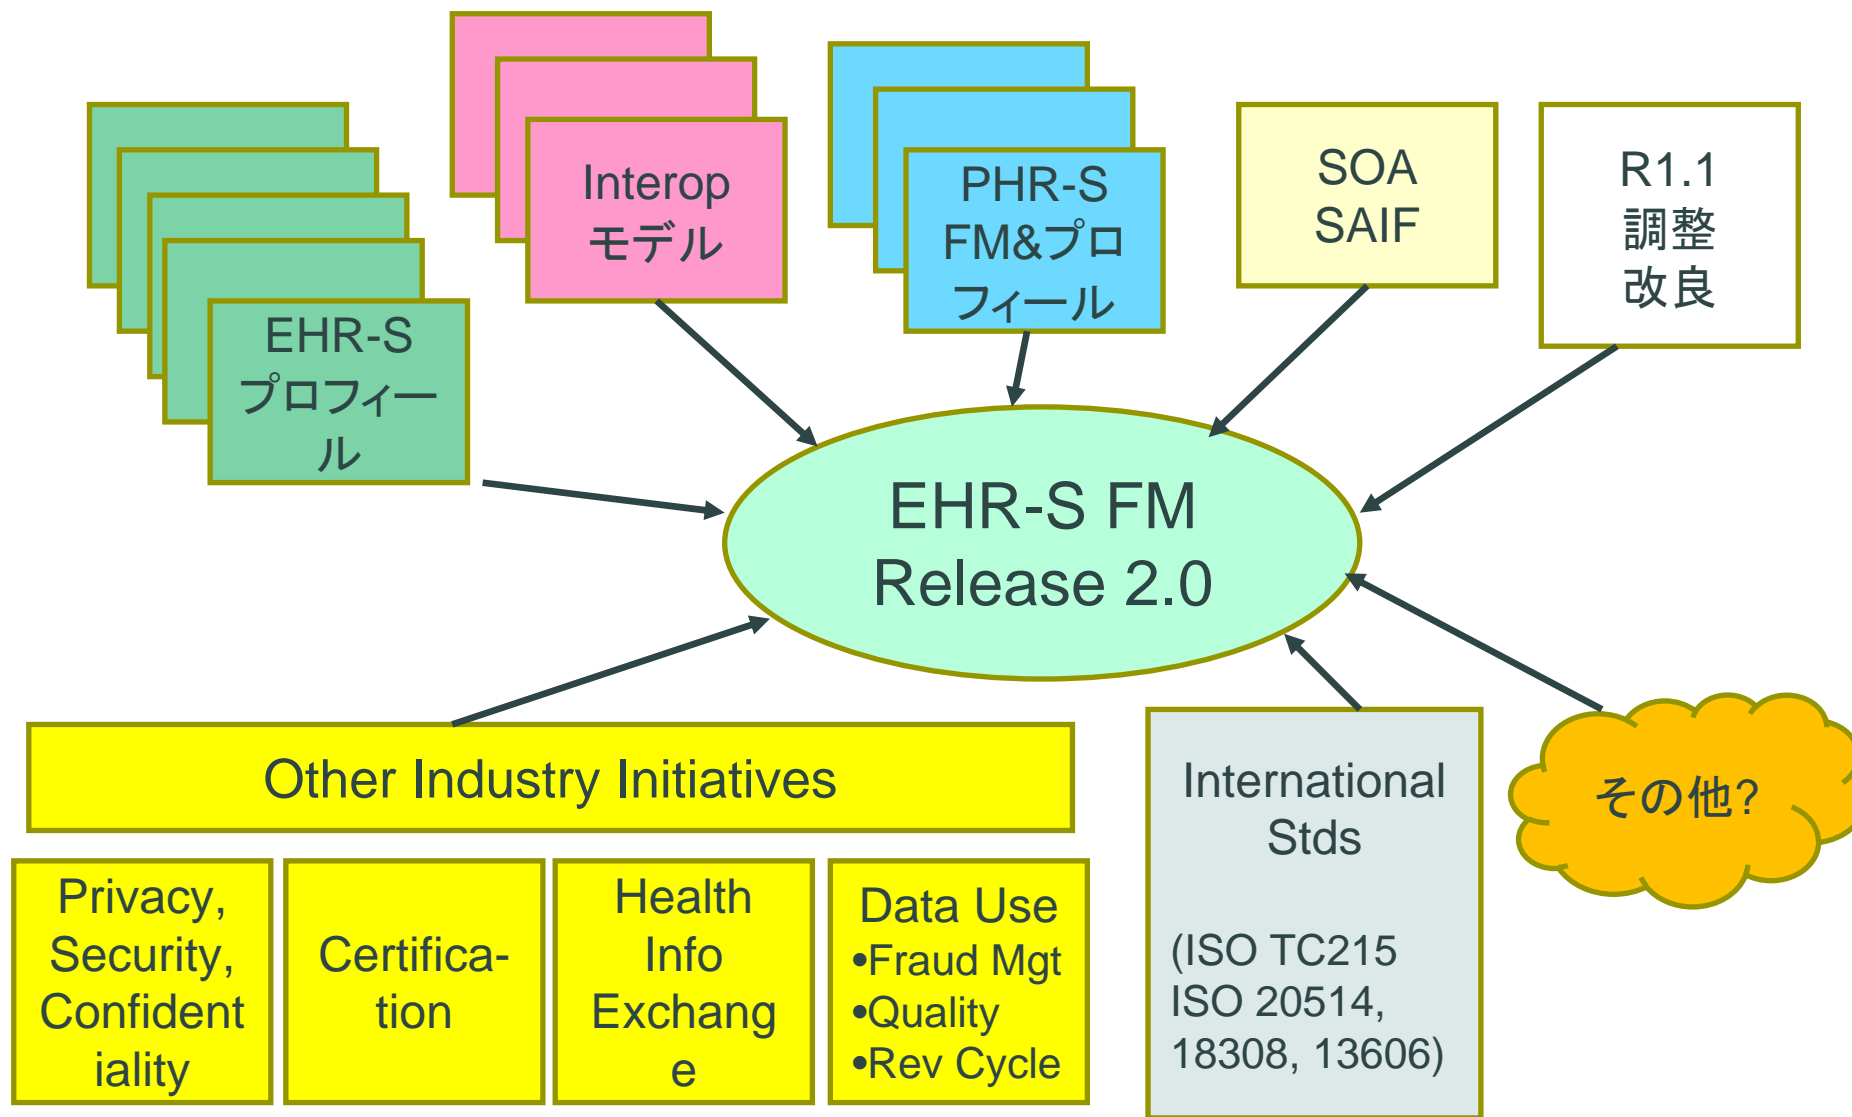 Interop
モデル
PHR-S
FM&プロ
フィール
SOA
SAIF
R1.1
調整
改良
EHR-S
プロフィー
ル
EHR-S FM
Release 2.0
Other Industry Initiatives
Privacy,
Security,
Confident
iality
Certifica-
tion
Health
Info
Exchang
e
Data Use
•Fraud Mgt
•Quality
•Rev Cycle
International
Stds
(ISO TC215
ISO 20514,
18308, 13606)
その他?